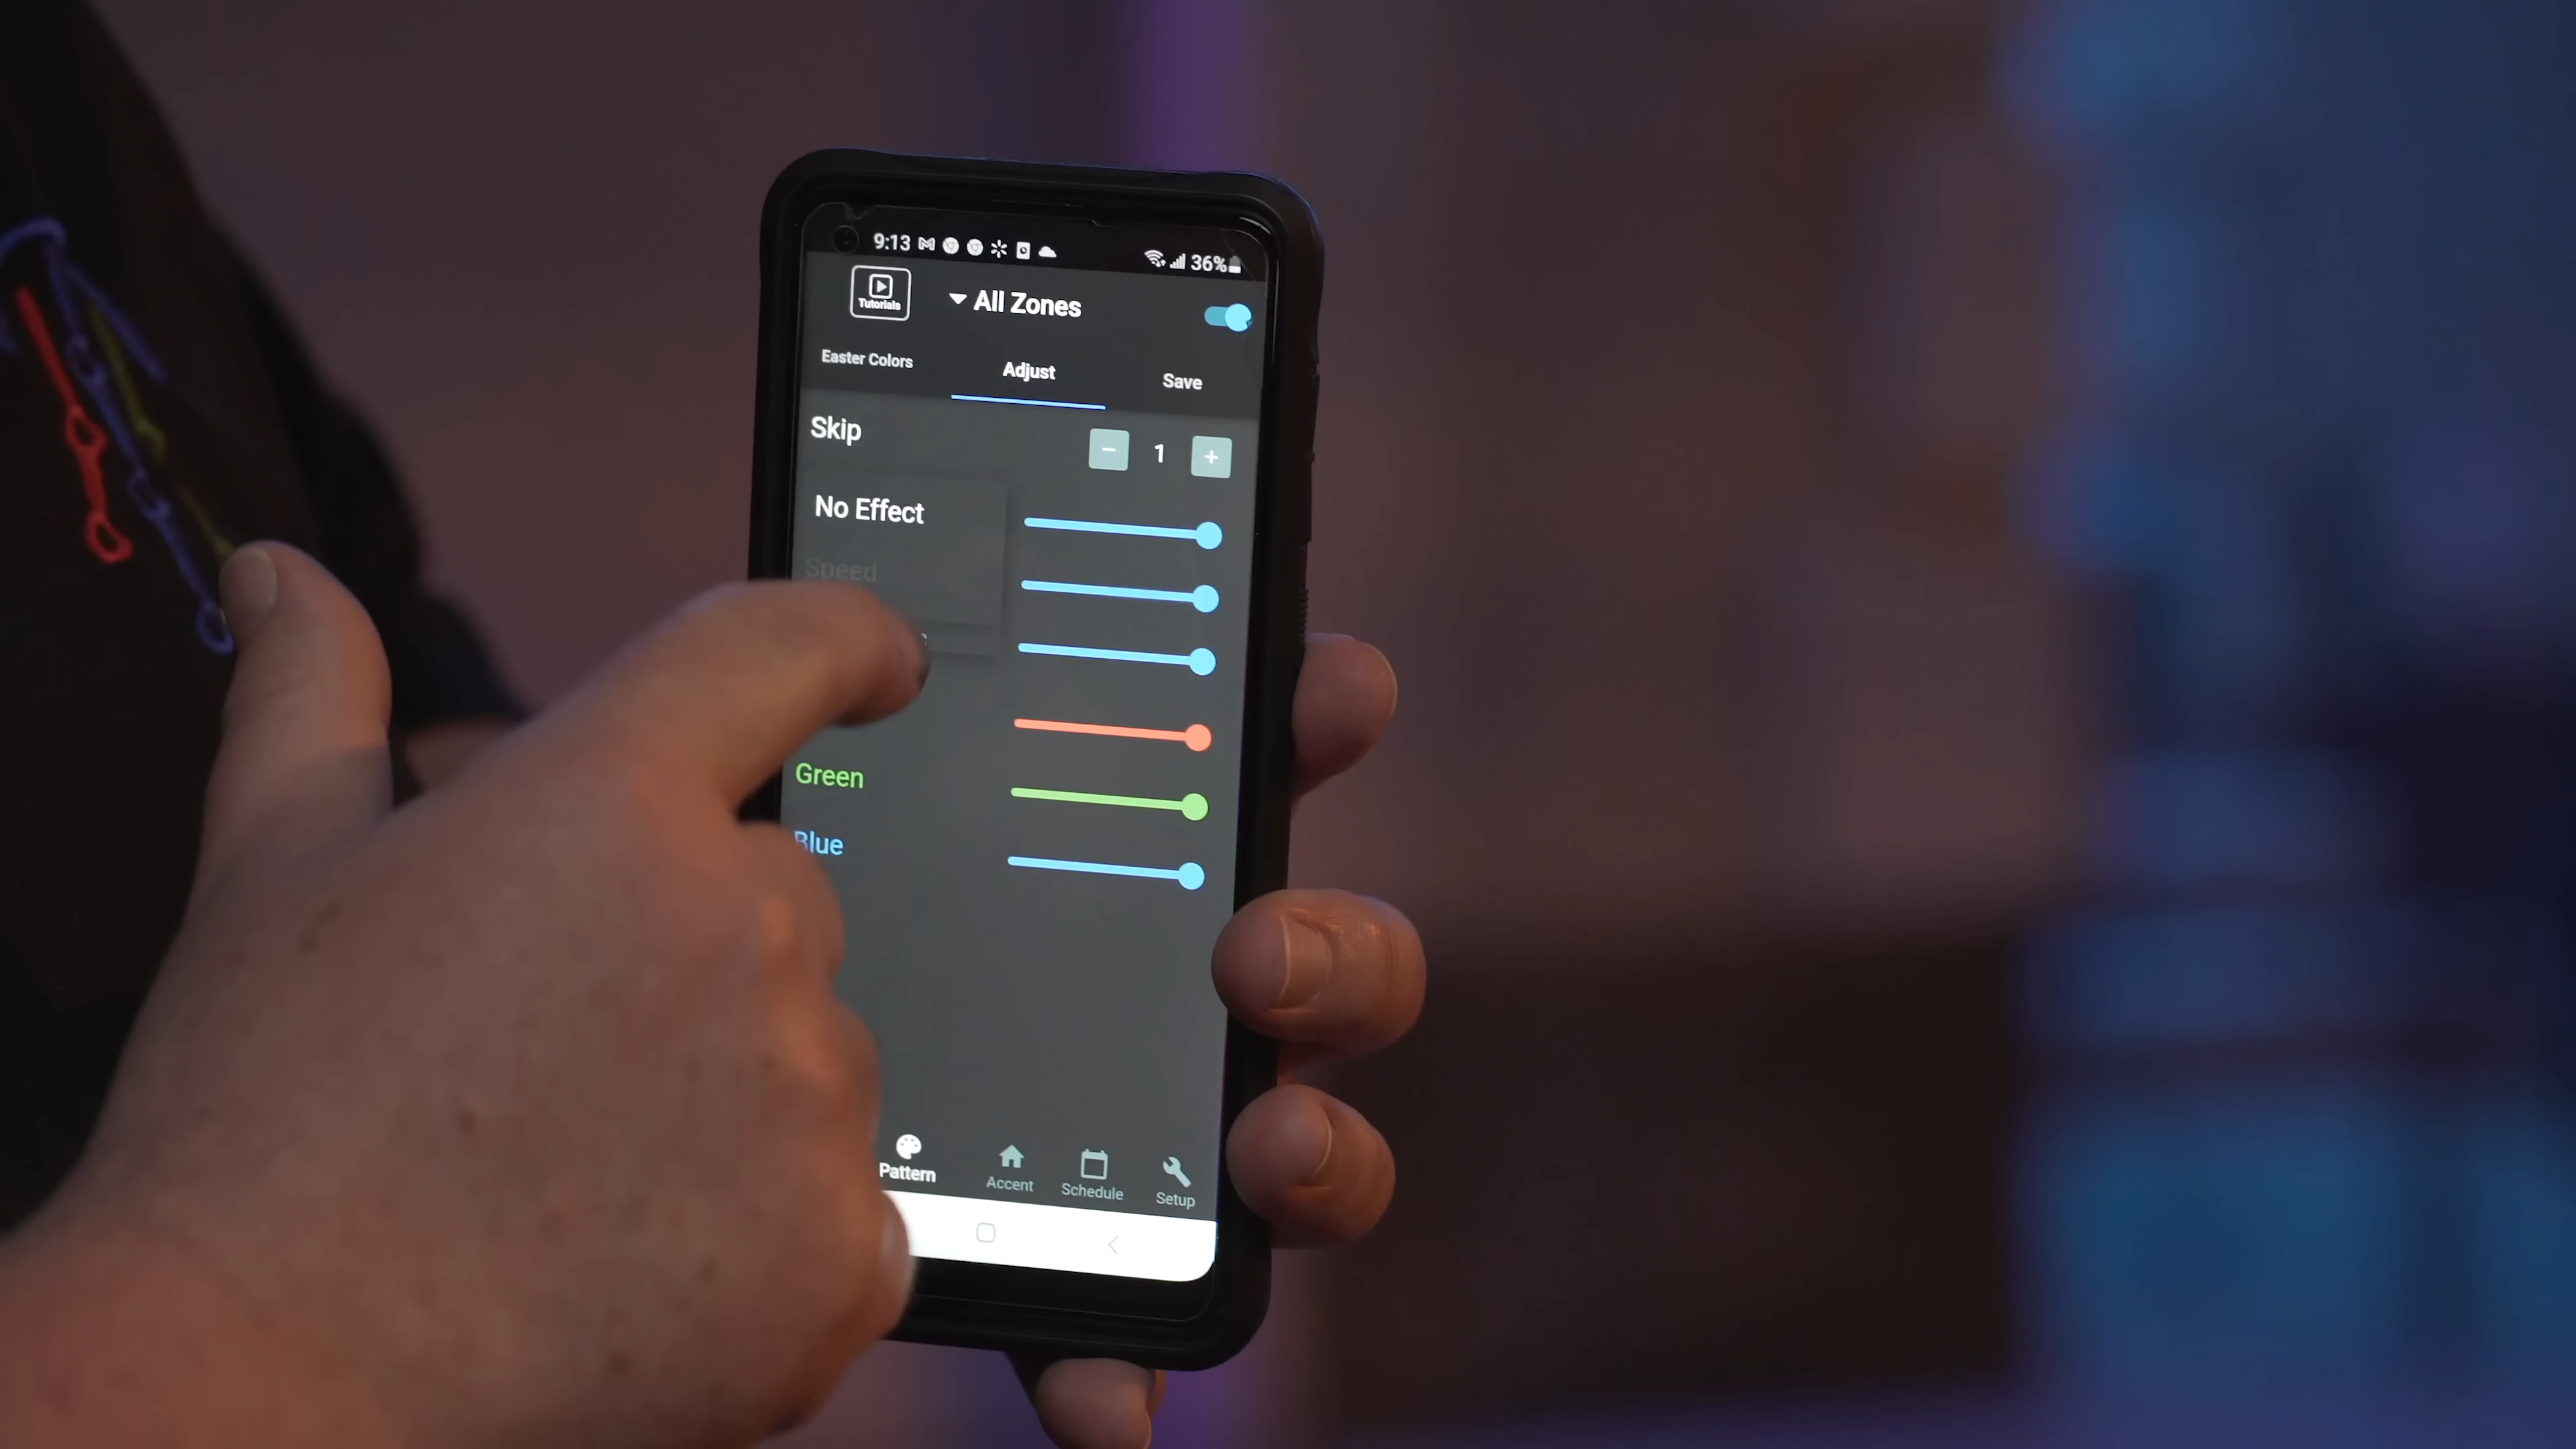 9:13
36%
Tutorials
All Zones
Easter Colors
Adjust
Save
Skip
− 1 +
No Effect
Speed
Green
Blue
Pattern
Accent
Schedule
Setup